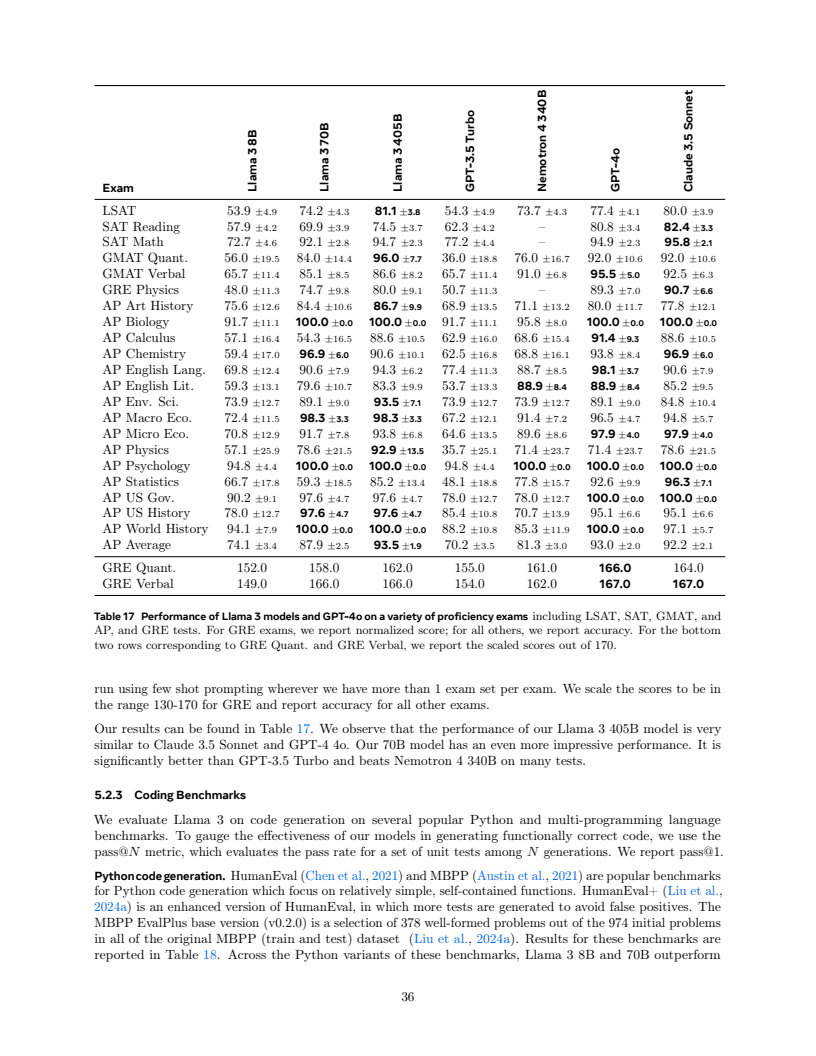 Exam Llama 3 8B Llama 3 70B Llama 3 405B GPT-3.5 Turbo Nemotron 4 340B GPT-4o Claude 3.5 Sonnet
LSAT 53.9 ±4.9 74.2 ±4.3 81.1 ±3.8 54.3 ±4.9 73.7 ±4.3 77.4 ±4.1 80.0 ±3.9
SAT Reading 57.9 ±4.2 69.9 ±3.9 74.5 ±3.7 62.3 ±4.2 – 80.8 ±3.4 82.4 ±3.3
SAT Math 72.7 ±4.6 92.1 ±2.8 94.7 ±2.3 77.2 ±4.4 – 94.9 ±2.3 95.8 ±2.1
GMAT Quant. 56.0 ±19.5 84.0 ±14.4 96.0 ±7.7 36.0 ±18.8 76.0 ±16.7 92.0 ±10.6 92.0 ±10.6
GMAT Verbal 65.7 ±11.4 85.1 ±8.5 86.6 ±8.2 65.7 ±11.4 91.0 ±6.8 95.5 ±5.0 92.5 ±6.3
GRE Physics 48.0 ±11.3 74.7 ±9.8 80.0 ±9.1 50.7 ±11.3 – 89.3 ±7.0 90.7 ±6.6
AP Art History 75.6 ±12.6 84.4 ±10.6 86.7 ±9.9 68.9 ±13.5 71.1 ±13.2 80.0 ±11.7 77.8 ±12.1
AP Biology 91.7 ±11.1 100.0 ±0.0 100.0 ±0.0 91.7 ±11.1 95.8 ±8.0 100.0 ±0.0 100.0 ±0.0
AP Calculus 57.1 ±16.4 54.3 ±16.5 88.6 ±10.5 62.9 ±16.0 68.6 ±15.4 91.4 ±9.3 88.6 ±10.5
AP Chemistry 59.4 ±17.0 96.9 ±6.0 90.6 ±10.1 62.5 ±16.8 68.8 ±16.1 93.8 ±8.4 96.9 ±6.0
AP English Lang. 69.8 ±12.4 90.6 ±7.9 94.3 ±6.2 77.4 ±11.3 88.7 ±8.5 98.1 ±3.7 90.6 ±7.9
AP English Lit. 59.3 ±13.1 79.6 ±10.7 83.3 ±9.9 53.7 ±13.3 88.9 ±8.4 88.9 ±8.4 85.2 ±9.5
AP Env. Sci. 73.9 ±12.7 89.1 ±9.0 93.5 ±7.1 73.9 ±12.7 73.9 ±12.7 89.1 ±9.0 84.8 ±10.4
AP Macro Eco. 72.4 ±11.5 98.3 ±3.3 98.3 ±3.3 67.2 ±12.1 91.4 ±7.2 96.5 ±4.7 94.8 ±5.7
AP Micro Eco. 70.8 ±12.9 91.7 ±7.8 93.8 ±6.8 64.6 ±13.5 89.6 ±8.6 97.9 ±4.0 97.9 ±4.0
AP Physics 57.1 ±25.9 78.6 ±21.5 92.9 ±13.5 35.7 ±25.1 71.4 ±23.7 71.4 ±23.7 78.6 ±21.5
AP Psychology 94.8 ±4.4 100.0 ±0.0 100.0 ±0.0 94.8 ±4.4 100.0 ±0.0 100.0 ±0.0 100.0 ±0.0
AP Statistics 66.7 ±17.8 59.3 ±18.5 85.2 ±13.4 48.1 ±18.8 77.8 ±15.7 92.6 ±9.9 96.3 ±7.1
AP US Gov. 90.2 ±9.1 97.6 ±4.7 97.6 ±4.7 78.0 ±12.7 78.0 ±12.7 100.0 ±0.0 100.0 ±0.0
AP US History 78.0 ±12.7 97.6 ±4.7 97.6 ±4.7 85.4 ±10.8 70.7 ±13.9 95.1 ±6.6 95.1 ±6.6
AP World History 94.1 ±7.9 100.0 ±0.0 100.0 ±0.0 88.2 ±10.8 85.3 ±11.9 100.0 ±0.0 97.1 ±5.7
AP Average 74.1 ±3.4 87.9 ±2.5 93.5 ±1.9 70.2 ±3.5 81.3 ±3.0 93.0 ±2.0 92.2 ±2.1
GRE Quant. 152.0 158.0 162.0 155.0 161.0 166.0 164.0
GRE Verbal 149.0 166.0 166.0 154.0 162.0 167.0 167.0
Table 17 Performance of Llama 3 models and GPT-4o on a variety of proficiency exams including LSAT, SAT, GMAT, and
AP, and GRE tests. For GRE exams, we report normalized score; for all others, we report accuracy. For the bottom
two rows corresponding to GRE Quant. and GRE Verbal, we report the scaled scores out of 170.
run using few shot prompting wherever we have more than 1 exam set per exam. We scale the scores to be in
the range 130-170 for GRE and report accuracy for all other exams.
Our results can be found in Table 17. We observe that the performance of our Llama 3 405B model is very
similar to Claude 3.5 Sonnet and GPT-4 4o. Our 70B model has an even more impressive performance. It is
significantly better than GPT-3.5 Turbo and beats Nemotron 4 340B on many tests.
5.2.3 Coding Benchmarks
We evaluate Llama 3 on code generation on several popular Python and multi-programming language
benchmarks. To gauge the effectiveness of our models in generating functionally correct code, we use the
pass@N metric, which evaluates the pass rate for a set of unit tests among N generations. We report pass@1.
Python code generation. HumanEval (Chen et al., 2021) and MBPP (Austin et al., 2021) are popular benchmarks
for Python code generation which focus on relatively simple, self-contained functions. HumanEval+ (Liu et al.,
2024a) is an enhanced version of HumanEval, in which more tests are generated to avoid false positives. The
MBPP EvalPlus base version (v0.2.0) is a selection of 378 well-formed problems out of the 974 initial problems
in all of the original MBPP (train and test) dataset (Liu et al., 2024a). Results for these benchmarks are
reported in Table 18. Across the Python variants of these benchmarks, Llama 3 8B and 70B outperform
36